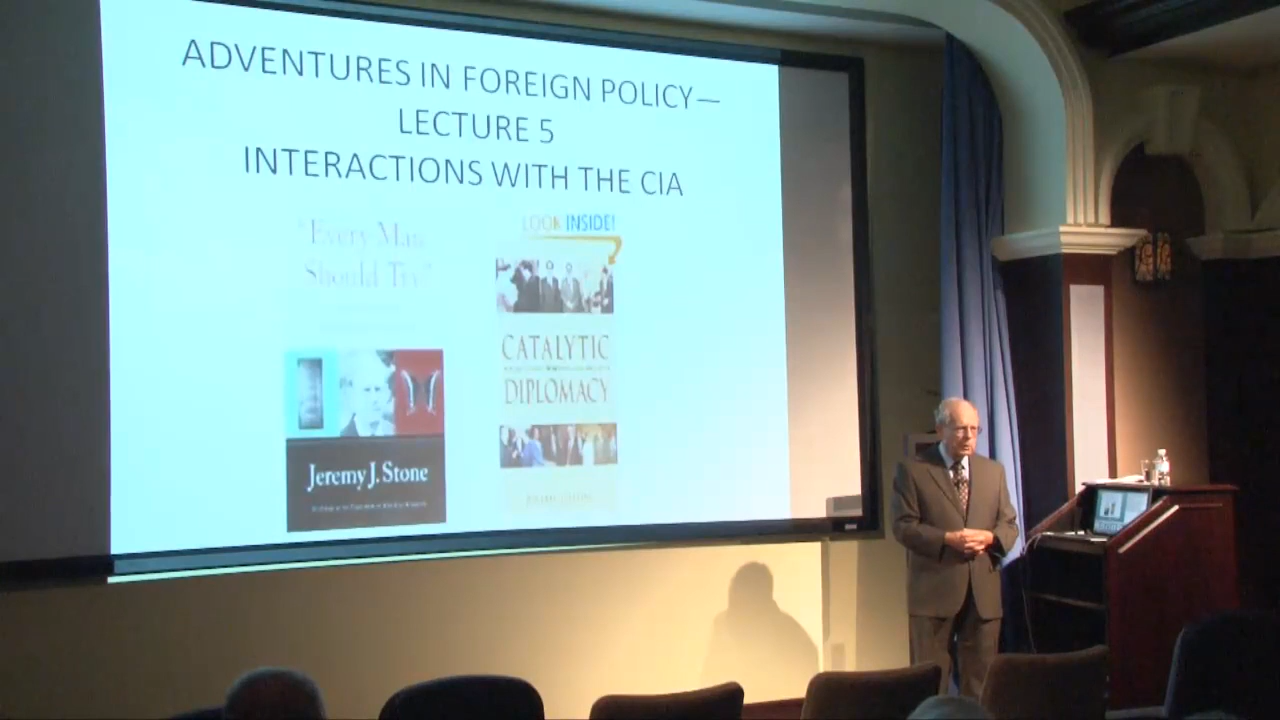 ADVENTURES IN FOREIGN POLICY—
LECTURE 5
INTERACTIONS WITH THE CIA
"Every Man
Should Try"
Jeremy J. Stone
LOOK INSIDE!
CATALYTIC
DIPLOMACY